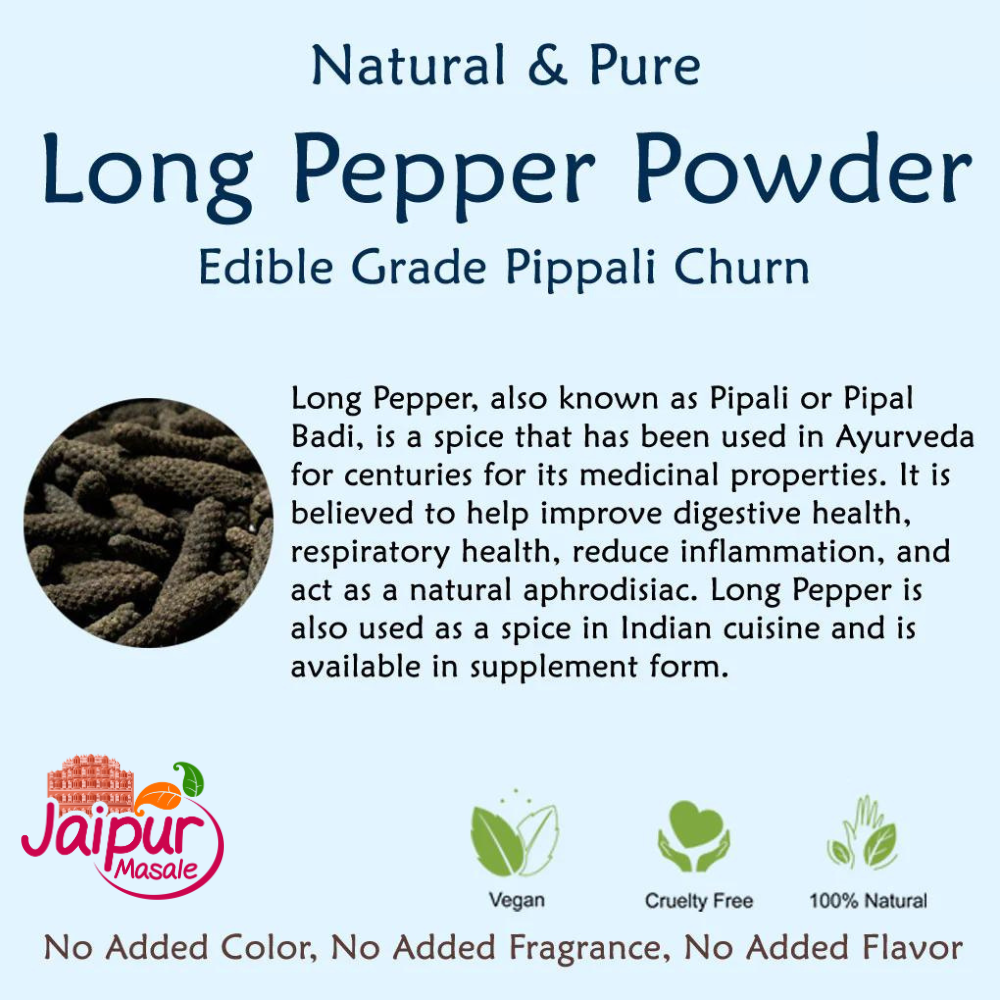 Natural & Pure
Long Pepper Powder
Edible Grade Pippali Churn
Long Pepper, also known as Pipali or Pipal
Badi, is a spice that has been used in Ayurveda
for centuries for its medicinal properties. It is
believed to help improve digestive health,
respiratory health, reduce inflammation, and
act as a natural aphrodisiac. Long Pepper is
also used as a spice in Indian cuisine and is
available in supplement form.
Jaipur
Masale
Vegan
Cruelty Free
100% Natural
No Added Color, No Added Fragrance, No Added Flavor